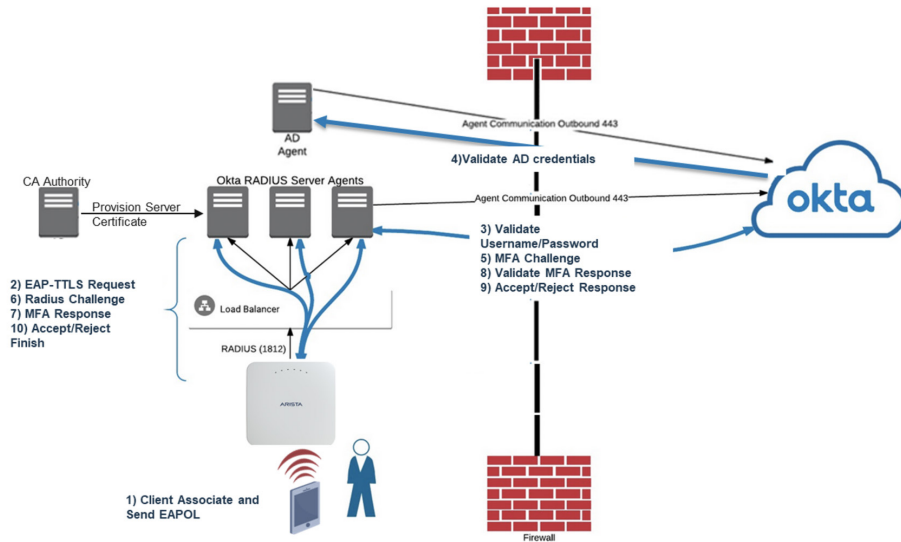 AD
Agent
Agent Communication Outbound 443
4)Validate AD credentials
CA Authority
Okta RADIUS Server Agents
Provision Server
Certificate
Agent Communication Outbound 443
okta
3) Validate
Username/Password
5) MFA Challenge
8) Validate MFA Response
9) Accept/Reject Response
2) EAP-TTLS Request
6) Radius Challenge
7) MFA Response
10) Accept/Reject
Finish
Load Balancer
RADIUS (1812)
ARISTA
1) Client Associate and
Send EAPOL
Firewall